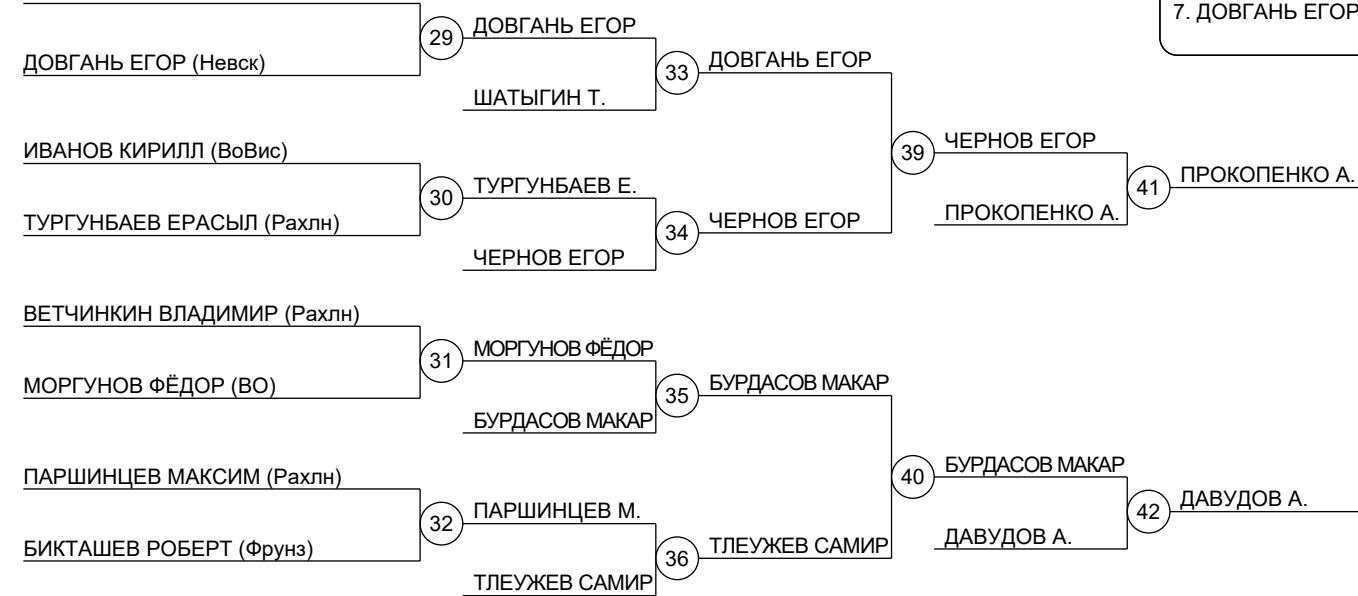 7. ДОВГАНЬ ЕГОР
29
ДОВГАНЬ ЕГОР
ДОВГАНЬ ЕГОР (Невск)
33
ДОВГАНЬ ЕГОР
ШАТЫГИН Т.
ИВАНОВ КИРИЛЛ (ВоВис)
39
ЧЕРНОВ ЕГОР
30
ТУРГУНБАЕВ Е.
41
ПРОКОПЕНКО А.
ТУРГУНБАЕВ ЕРАСЫЛ (Рахлн)
34
ЧЕРНОВ ЕГОР
ПРОКОПЕНКО А.
ЧЕРНОВ ЕГОР
ВЕТЧИНКИН ВЛАДИМИР (Рахлн)
31
МОРГУНОВ ФЁДОР
МОРГУНОВ ФЁДОР (ВО)
35
БУРДАСОВ МАКАР
БУРДАСОВ МАКАР
ПАРШИНЦЕВ МАКСИМ (Рахлн)
40
БУРДАСОВ МАКАР
32
ПАРШИНЦЕВ М.
42
ДАВУДОВ А.
БИКТАШЕВ РОБЕРТ (Фрунз)
36
ТЛЕУЖЕВ САМИР
ДАВУДОВ А.
ТЛЕУЖЕВ САМИР